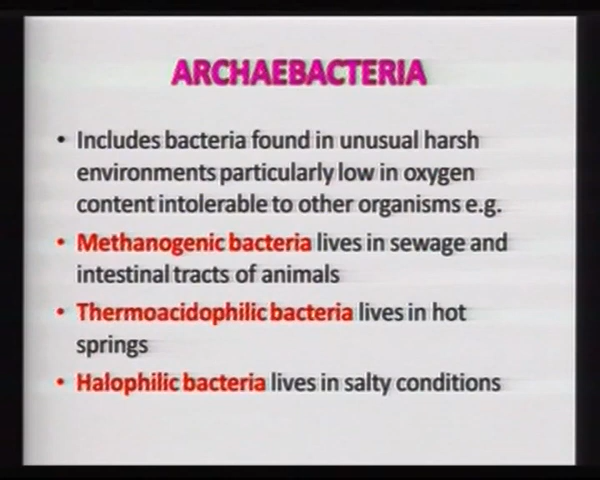 ARCHAEBACTERIA
• Includes bacteria found in unusual harsh
environments particularly low in oxygen
content intolerable to other organisms e.g.
• Methanogenic bacteria lives in sewage and
intestinal tracts of animals
• Thermoacidophilic bacteria lives in hot
springs
• Halophilic bacteria lives in salty conditions